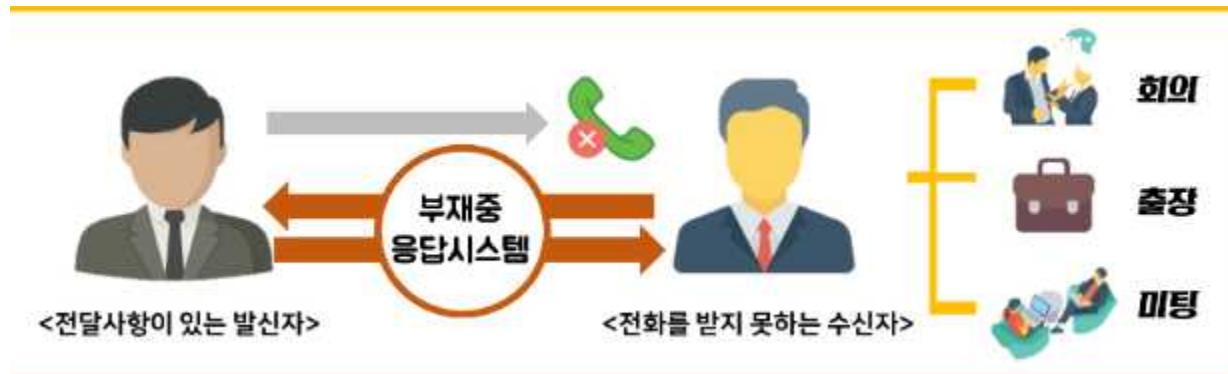 회의
부재중
응답시스템
출장
<전달사항이 있는 발신자>
<전화를 받지 못하는 수신자>
미팅